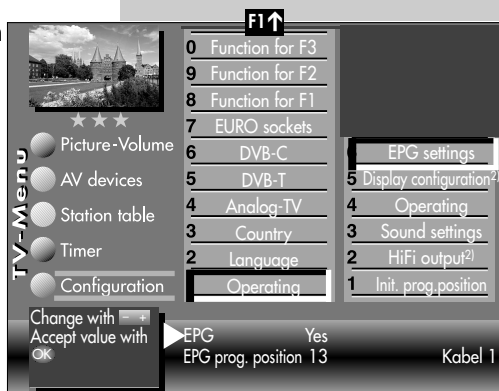 F1↑
TV-Menu
Picture-Volume
AV devices
Station table
Timer
Configuration
0 Function for F3
9 Function for F2
8 Function for F1
7 EURO sockets
6 DVB-C
5 DVB-T
4 Analog-TV
3 Country
2 Language
Operating
EPG settings
5 Display configuration²⁾
4 Operating
3 Sound settings
2 HiFi output²⁾
1 Init. prog.position
Change with − +
Accept value with
OK
EPG Yes
EPG prog. position 13 Kabel 1